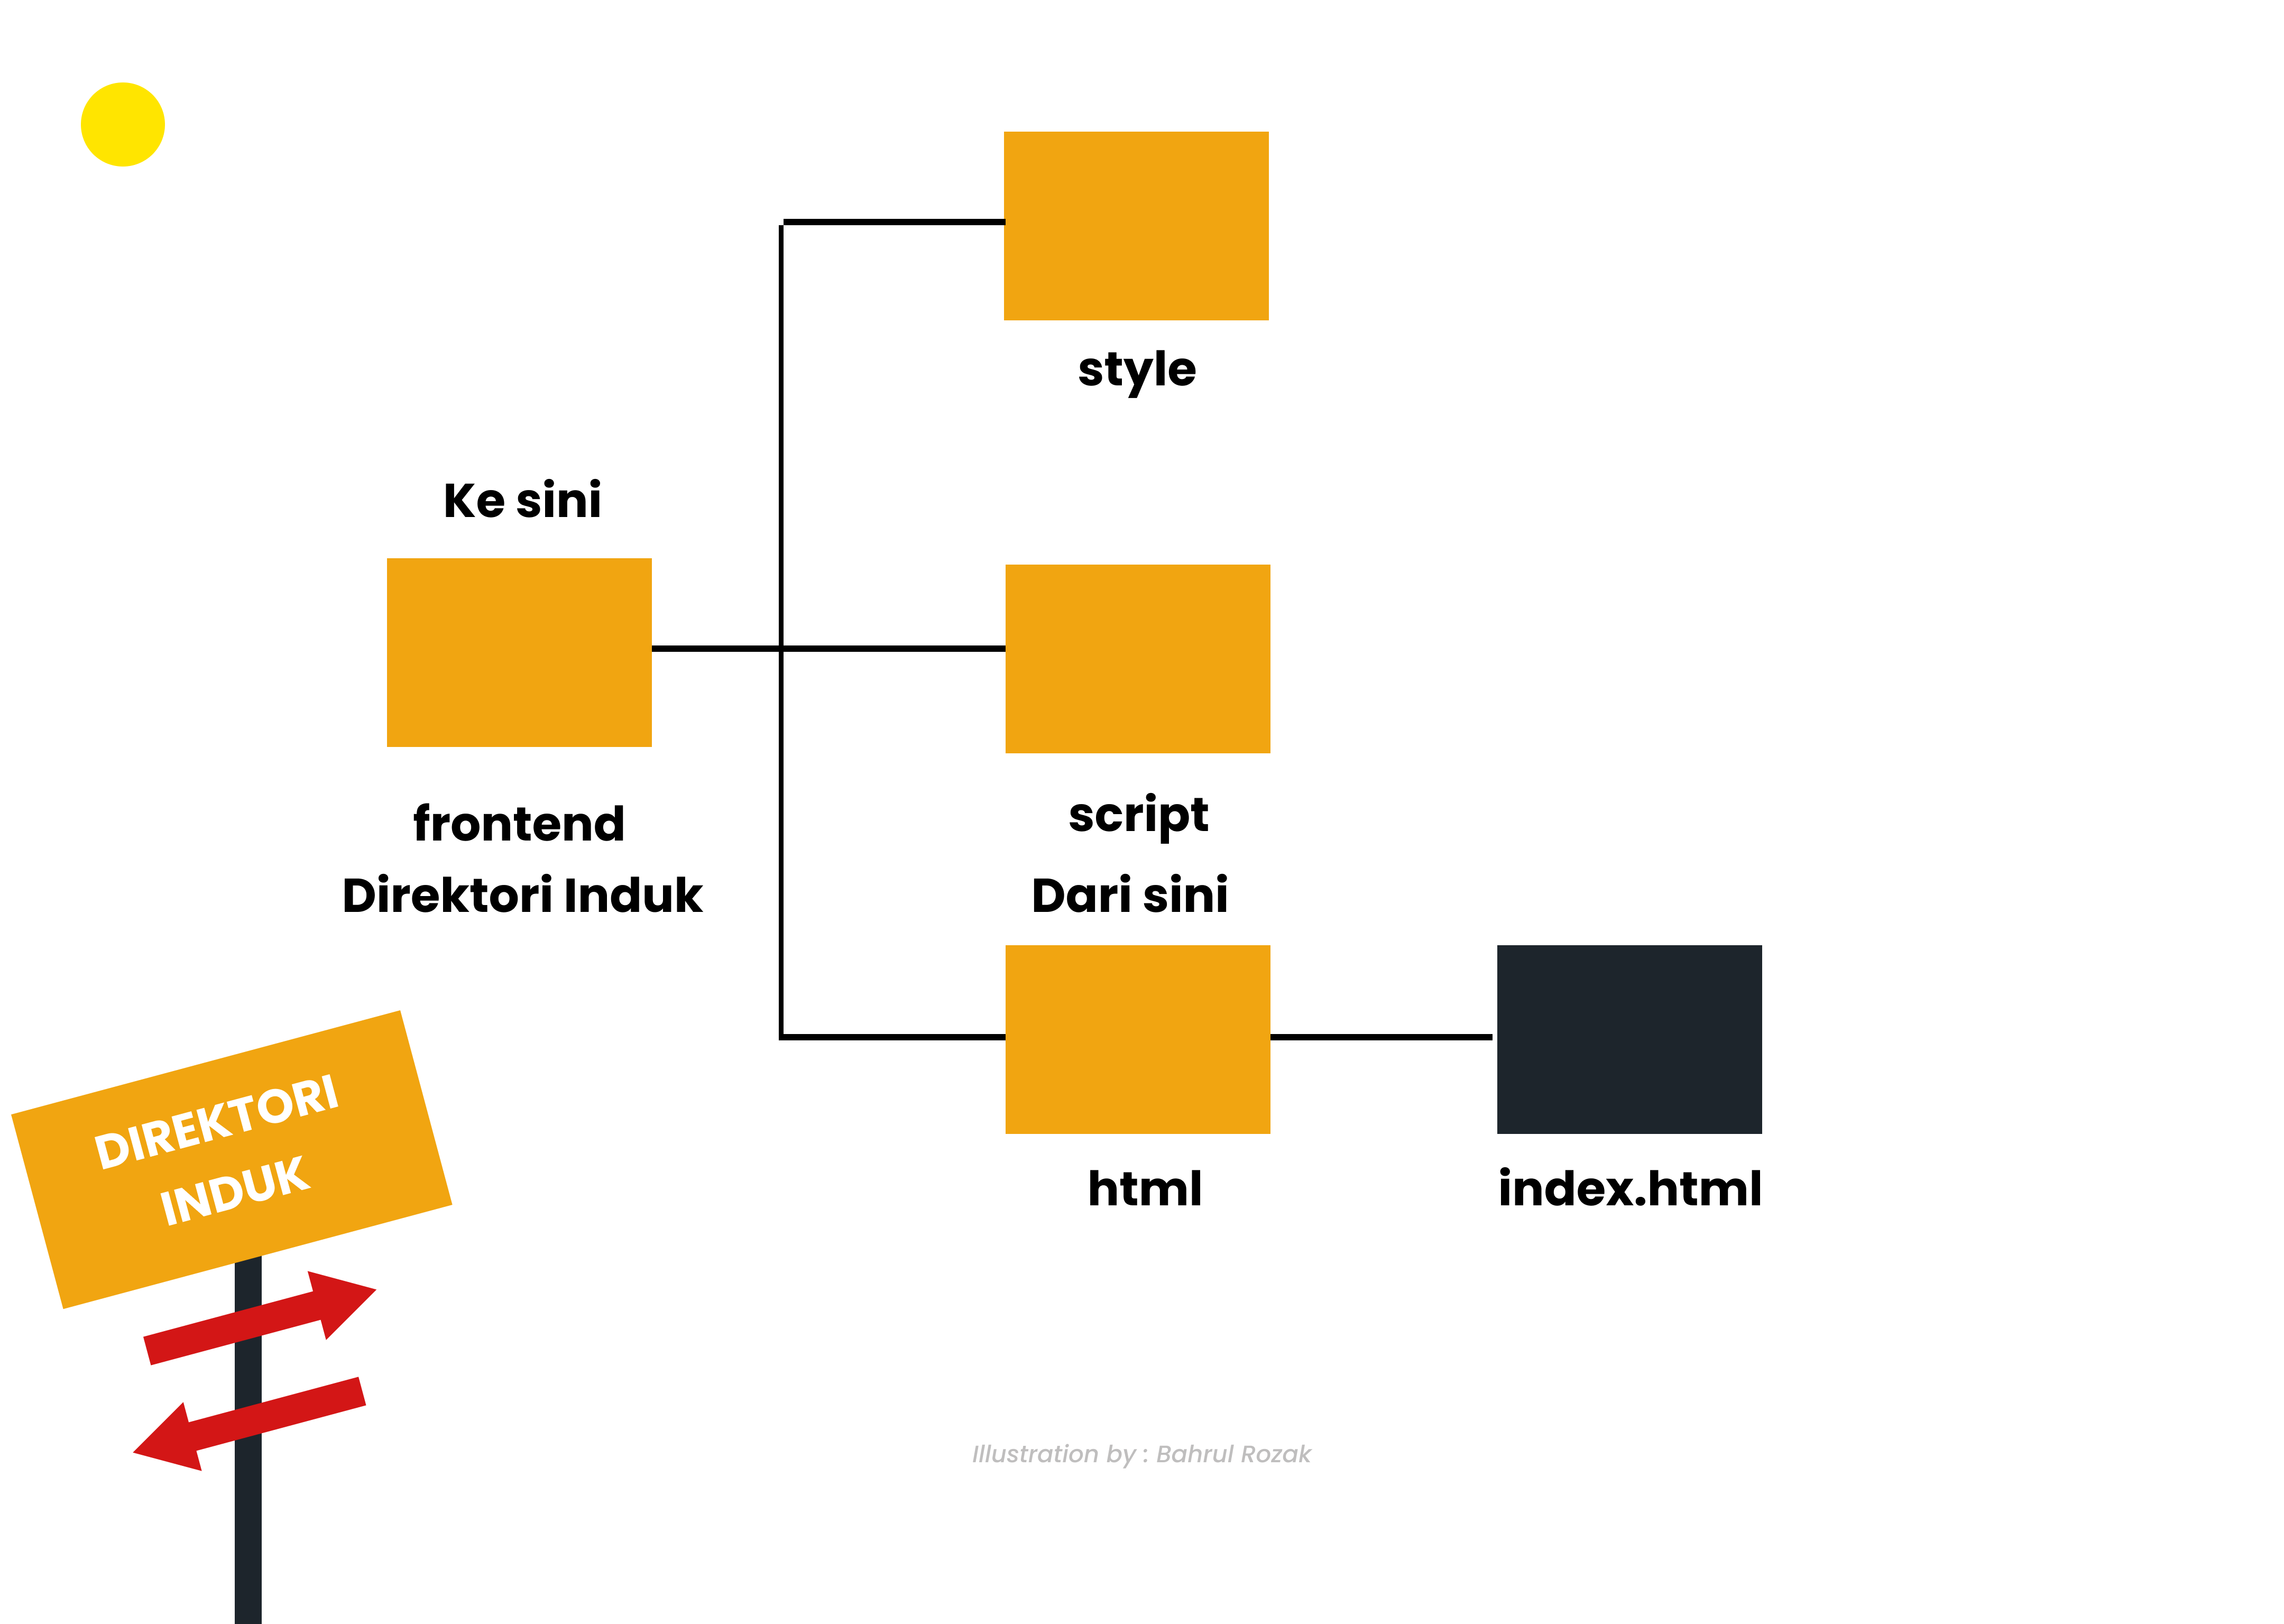 style
Ke sini
frontend
Direktori Induk
script
Dari sini
html
index.html
DIREKTORI
INDUK
Illustration by : Bahrul Rozak